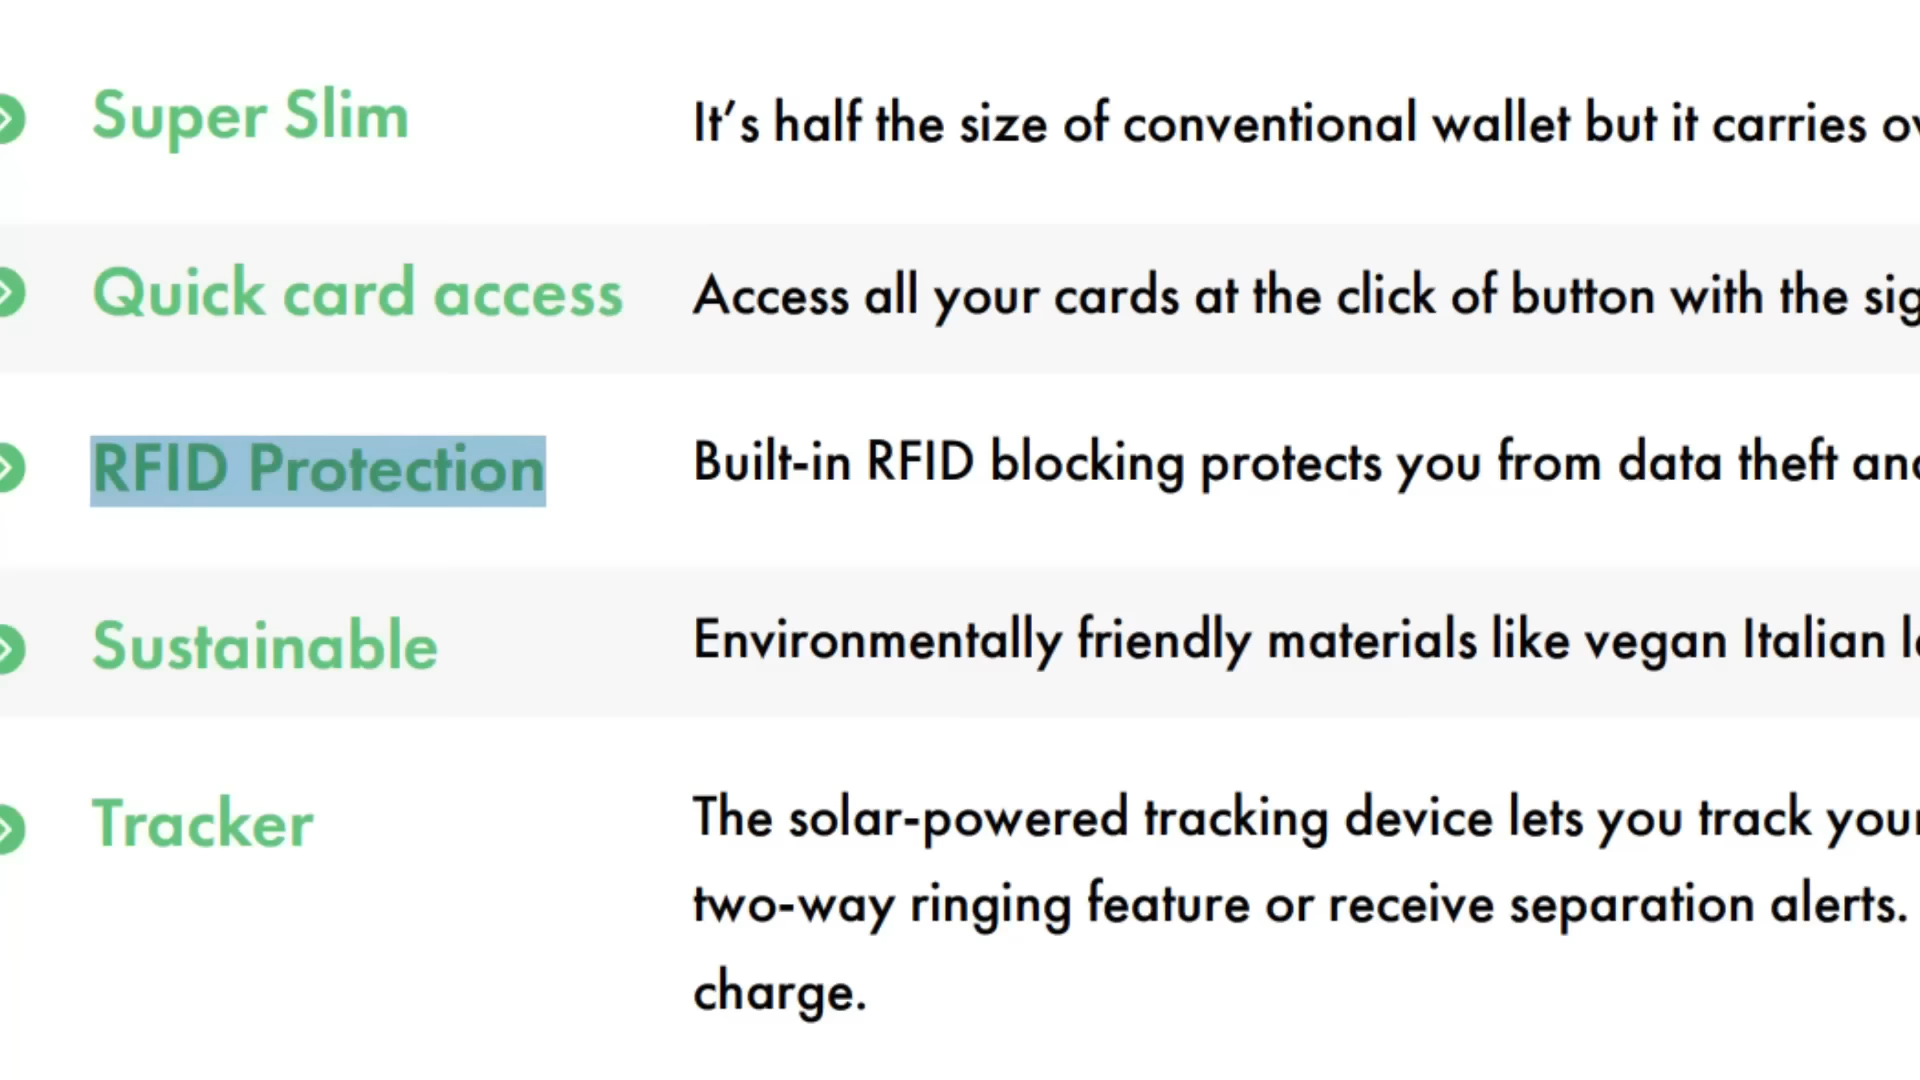 Super Slim
It's half the size of conventional wallet but it carries
Quick card access
Access all your cards at the click of button with the
RFID Protection
Built-in RFID blocking protects you from data theft
Sustainable
Environmentally friendly materials like vegan Italian
Tracker
The solar-powered tracking device lets you track
two-way ringing feature or receive separation alerts.
charge.